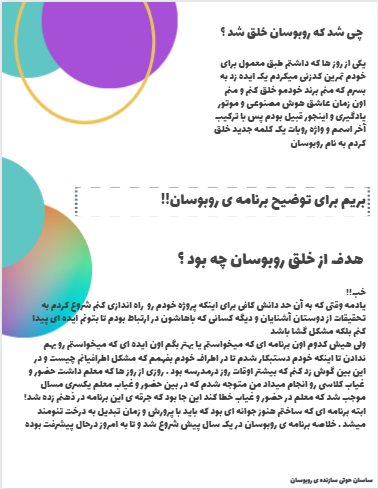 چی شد که روبوسان خلق شد ؟
یکی از روز ها که داشتم طبق معمول برای
خودم تمرین کدزنی میکردم یک ایده زد به
سرم که منم برند خودمو خلق کنم و منم
اون زمان عاشق هوش مصنوعی و موتور
یادگیری و اینجور قبیل بودم پس با ترکیب
آخر اسمم و واژه روبات یک کلمه جدید خلق
کردم به نام روبوسان
بریم برای توضیح برنامه ی روبوسان!!
هدف از خلق روبوسان چه بود ؟
خب!!
یادمه وقتی که به آن حد دانش کافی برای اینکه پروژه خودم رو راه اندازی کنم شروع کردم به
تحقیقات از دوستان آشنایان و دیگه کسانی که باهاشون در ارتباط بودم تا بتونم ایده ای پیدا
کنم بلکه مشکل گشا باشد
ولی هیش کدوم اون برنامه ای که میخواستم یا بهتر بگم اون ایده ای که میخواستم رو بهم
ندادن تا اینکه خودم دستبکار شدم تا در اطراف خودم بفهمم که مشکل اطرافیانم چیست و در
این بین گوش زد کنم که بیشتر اوقات روز درمدرسه بود . روزی از روز ها که معلم داشت حضور و
غیاب کلاسی رو انجام میداد من متوجه شدم که در بین حضور و غیاب معلم یکسری مسال
موجب شد که معلم در حضور و غیاب خطا کند این جا بود که جرقه ی این برنامه در ذهنم زده شد!
ابته برنامه ای که ساختم هنوز جوانه ای بود که باید با پرورش و زمان تبدیل به درخت تنومند
میشد . خلاصه برنامه ی روبوسان در یک سال پیش شروع شد و تا به امروز درحال پیشرفت بوده
ساسان خوئی سازنده ی روبوسان